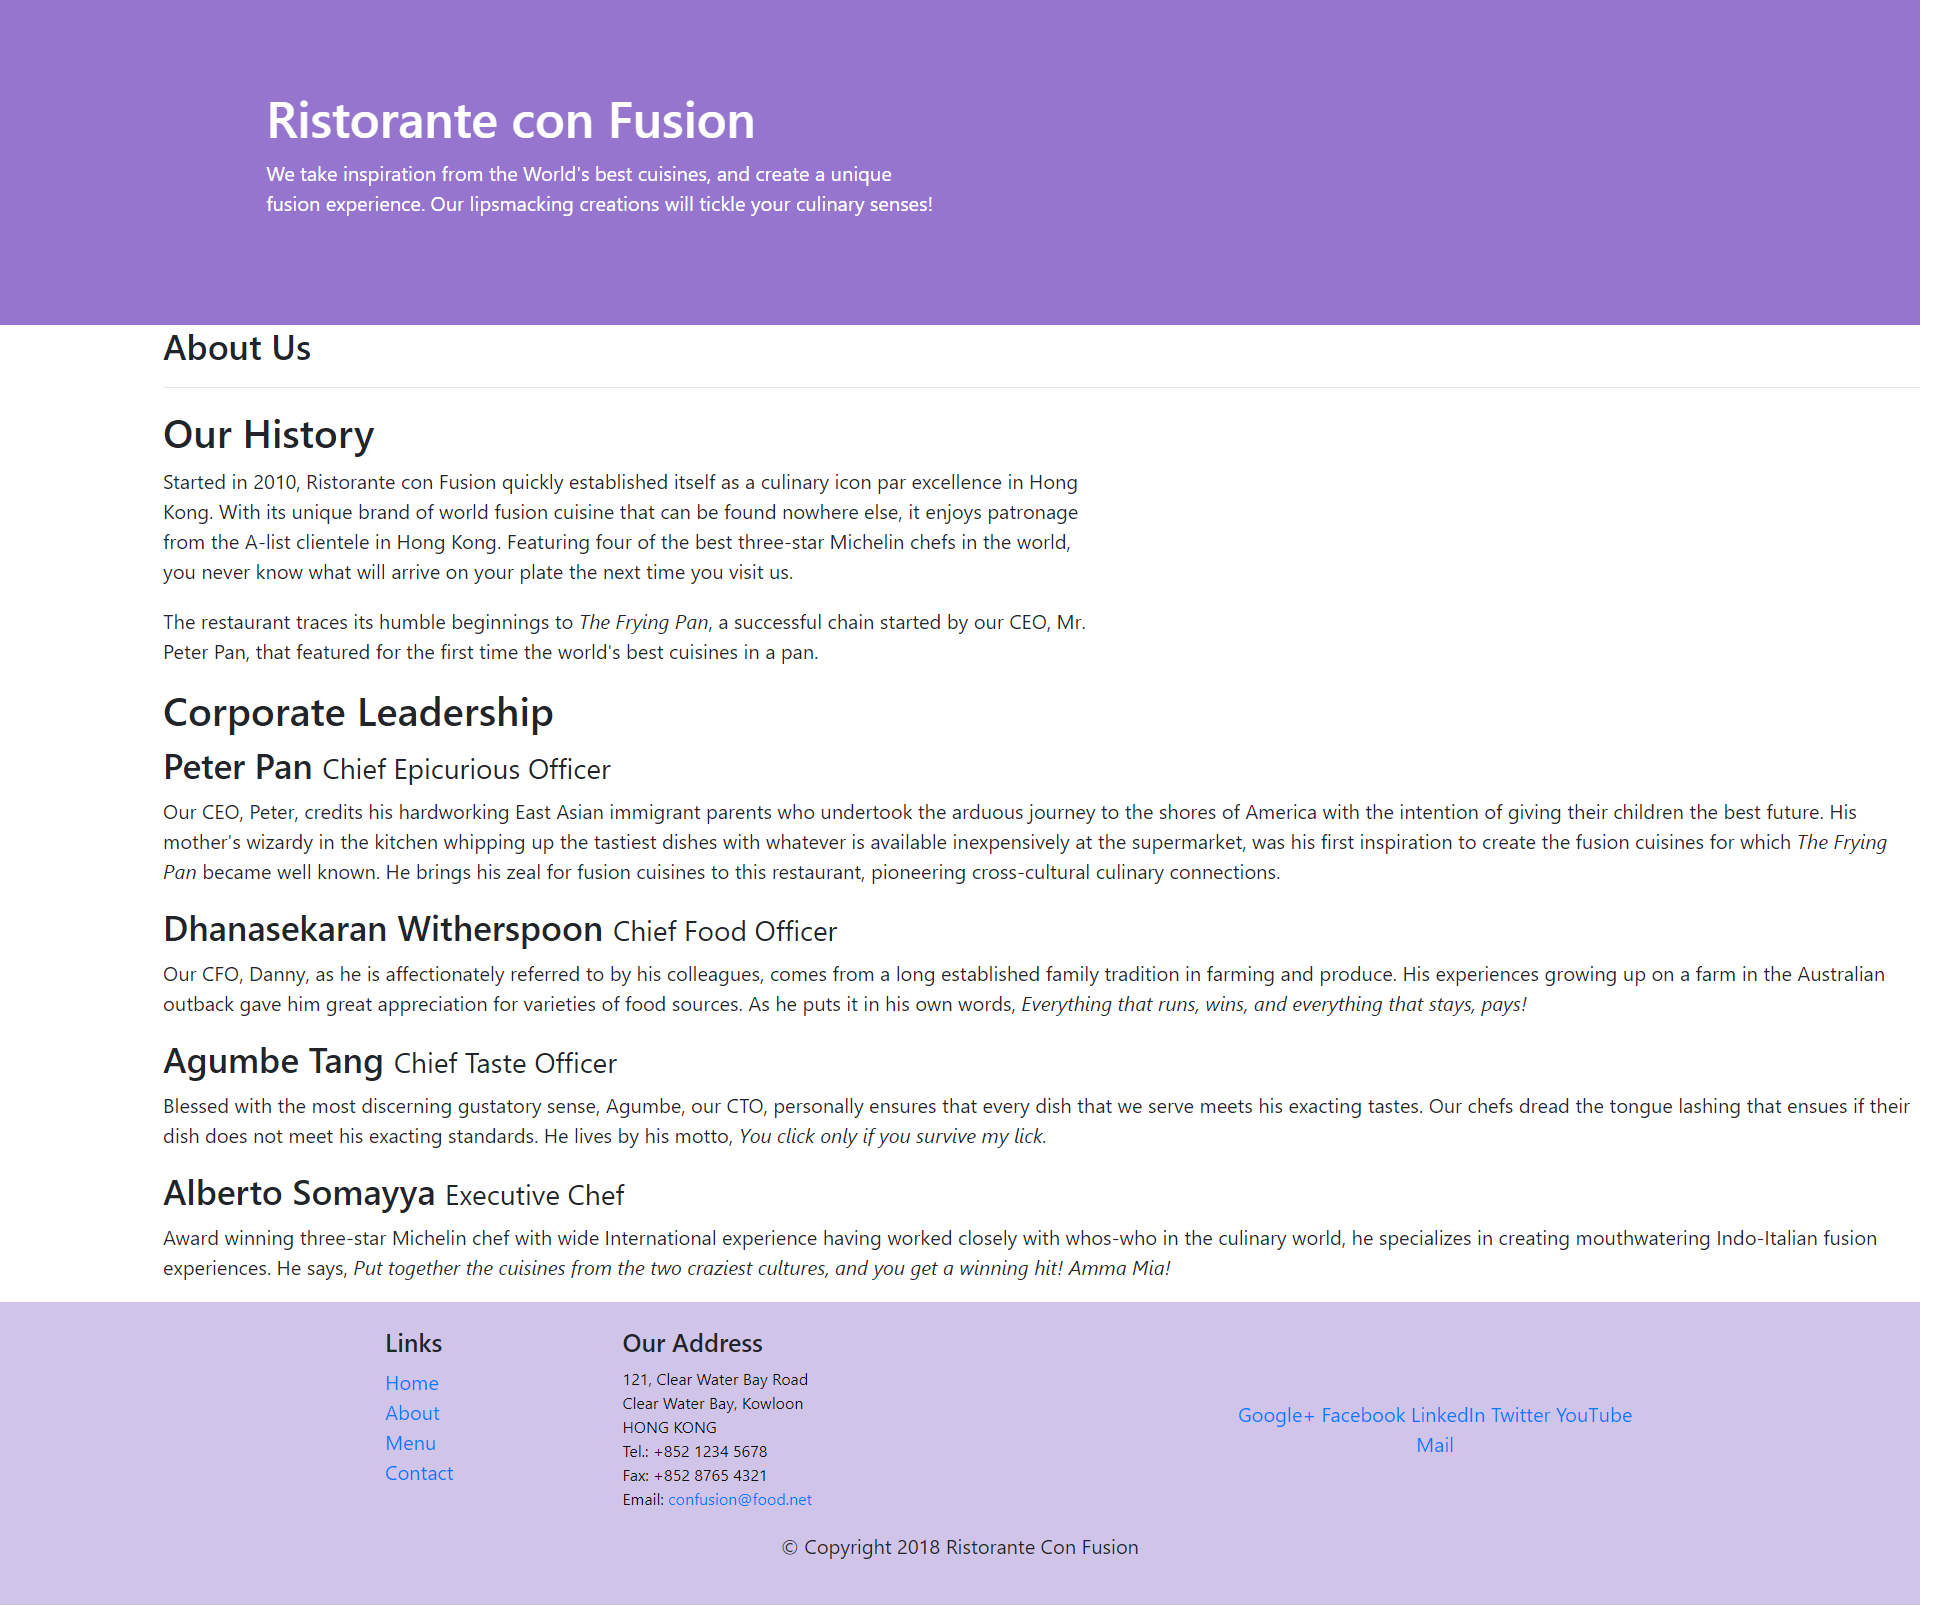 Ristorante con Fusion
We take inspiration from the World's best cuisines, and create a unique
fusion experience. Our lipsmacking creations will tickle your culinary senses!
About Us
Our History
Started in 2010, Ristorante con Fusion quickly established itself as a culinary icon par excellence in Hong
Kong. With its unique brand of world fusion cuisine that can be found nowhere else, it enjoys patronage
from the A-list clientele in Hong Kong. Featuring four of the best three-star Michelin chefs in the world,
you never know what will arrive on your plate the next time you visit us.
The restaurant traces its humble beginnings to The Frying Pan, a successful chain started by our CEO, Mr.
Peter Pan, that featured for the first time the world's best cuisines in a pan.
Corporate Leadership
Peter Pan Chief Epicurious Officer
Our CEO, Peter, credits his hardworking East Asian immigrant parents who undertook the arduous journey to the shores of America with the intention of giving their children the best future. His
mother's wizardy in the kitchen whipping up the tastiest dishes with whatever is available inexpensively at the supermarket, was his first inspiration to create the fusion cuisines for which The Frying
Pan became well known. He brings his zeal for fusion cuisines to this restaurant, pioneering cross-cultural culinary connections.
Dhanasekaran Witherspoon Chief Food Officer
Our CFO, Danny, as he is affectionately referred to by his colleagues, comes from a long established family tradition in farming and produce. His experiences growing up on a farm in the Australian
outback gave him great appreciation for varieties of food sources. As he puts it in his own words, Everything that runs, wins, and everything that stays, pays!
Agumbe Tang Chief Taste Officer
Blessed with the most discerning gustatory sense, Agumbe, our CTO, personally ensures that every dish that we serve meets his exacting tastes. Our chefs dread the tongue lashing that ensues if their
dish does not meet his exacting standards. He lives by his motto, You click only if you survive my lick.
Alberto Somayya Executive Chef
Award winning three-star Michelin chef with wide International experience having worked closely with whos-who in the culinary world, he specializes in creating mouthwatering Indo-Italian fusion
experiences. He says, Put together the cuisines from the two craziest cultures, and you get a winning hit! Amma Mia!
Links
Home
About
Menu
Contact
Our Address
121, Clear Water Bay Road
Clear Water Bay, Kowloon
HONG KONG
Tel.: +852 1234 5678
Fax: +852 8765 4321
Email: confusion@food.net
Google+ Facebook LinkedIn Twitter YouTube
Mail
© Copyright 2018 Ristorante Con Fusion